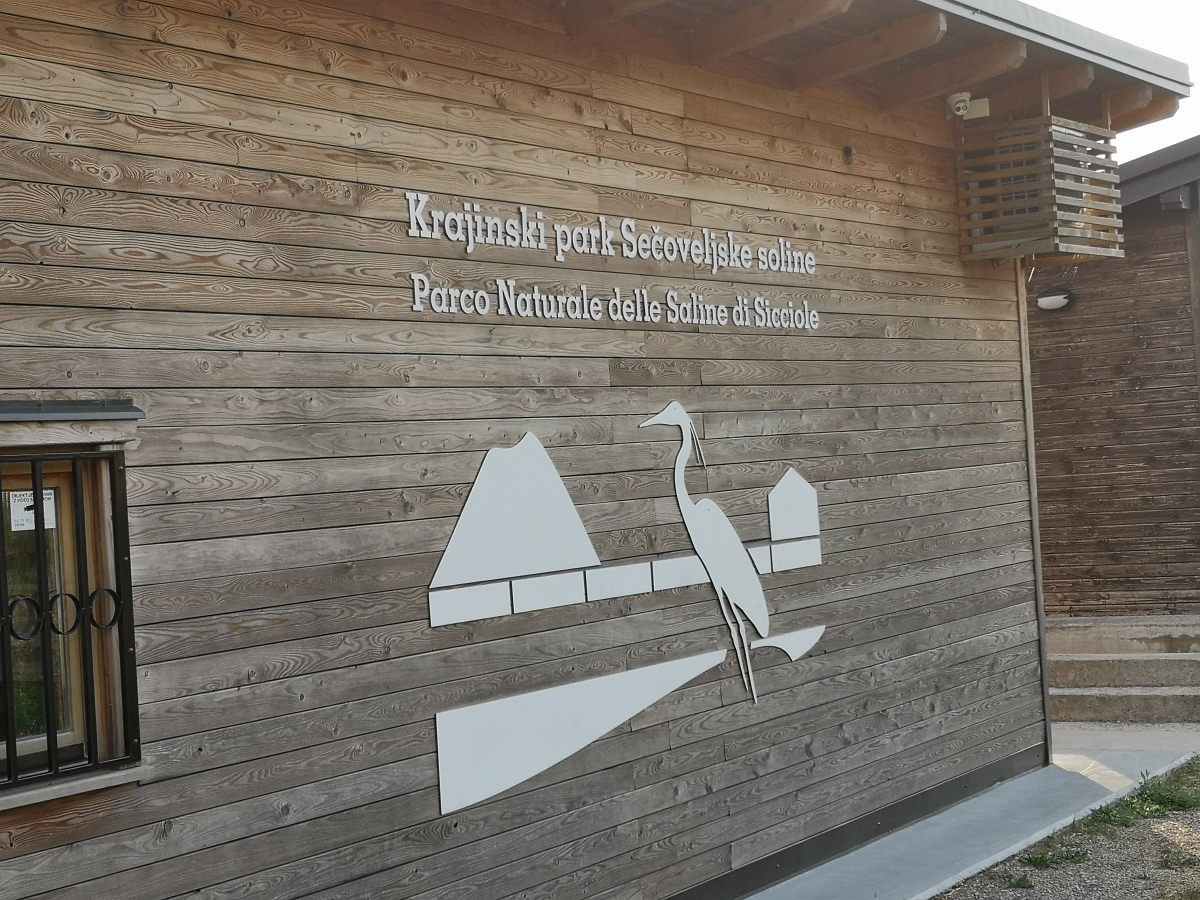 Krajinski park Sečoveljske soline
Parco Naturale delle Saline di Sicciole